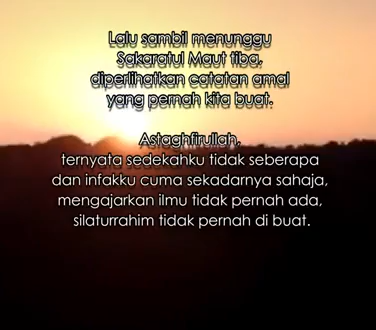 Lalu sambil menunggu
Sakaratul Maut tiba,
diperlihatkan catatan amal
yang pernah kita buat.
Astaghfirullah,
ternyata sedekahku tidak seberapa
dan infakku cuma sekadarnya sahaja,
mengajarkan ilmu tidak pernah ada,
silaturrahim tidak pernah di buat.